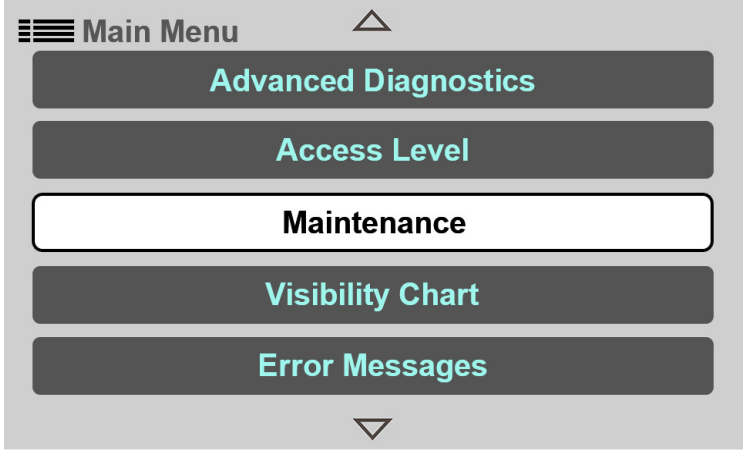 Main Menu
Advanced Diagnostics
Access Level
Maintenance
Visibility Chart
Error Messages